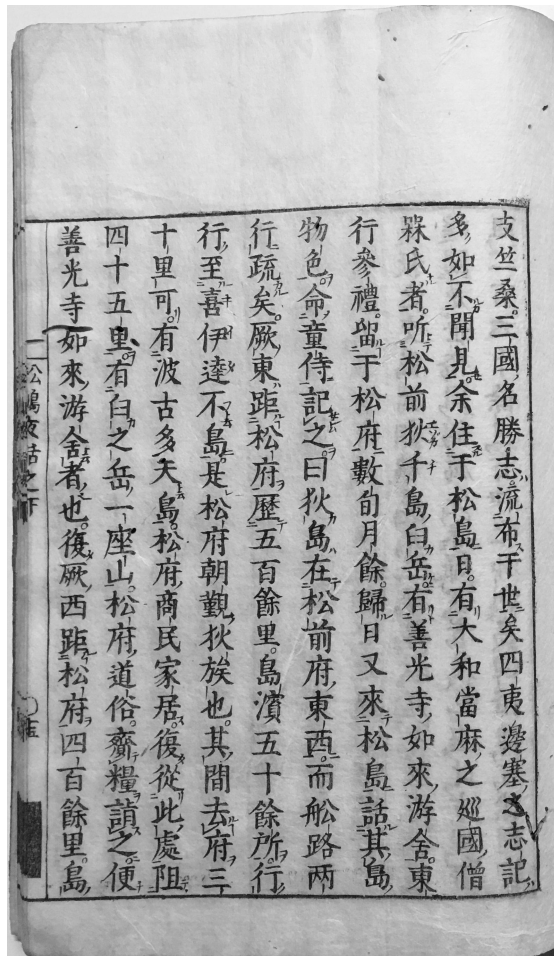 支竺桑三國名勝志流布于世矣四夷邊塞之志記
多如不聞見余住于松島日有大和當麻之巡國僧
槑氏者听松前狄千島臼岳有善光寺如來游舍東
行參禮留于松府數旬月餘歸日又來松島話其島
物色命童侍記之曰狄島在松前府東西而舩路両
行疏矣厥東距松府歷五百餘里島濱五十餘所行
行至喜伊達不島是松府朝覲狄族也其間去府三
十里可有波古多天島松府商民家居復從此處阻
四十五里有臼之岳一座山松府道俗齎糧詣之便
善光寺如來游舍者也復厥西距松府四百餘里島
松島夜話之下